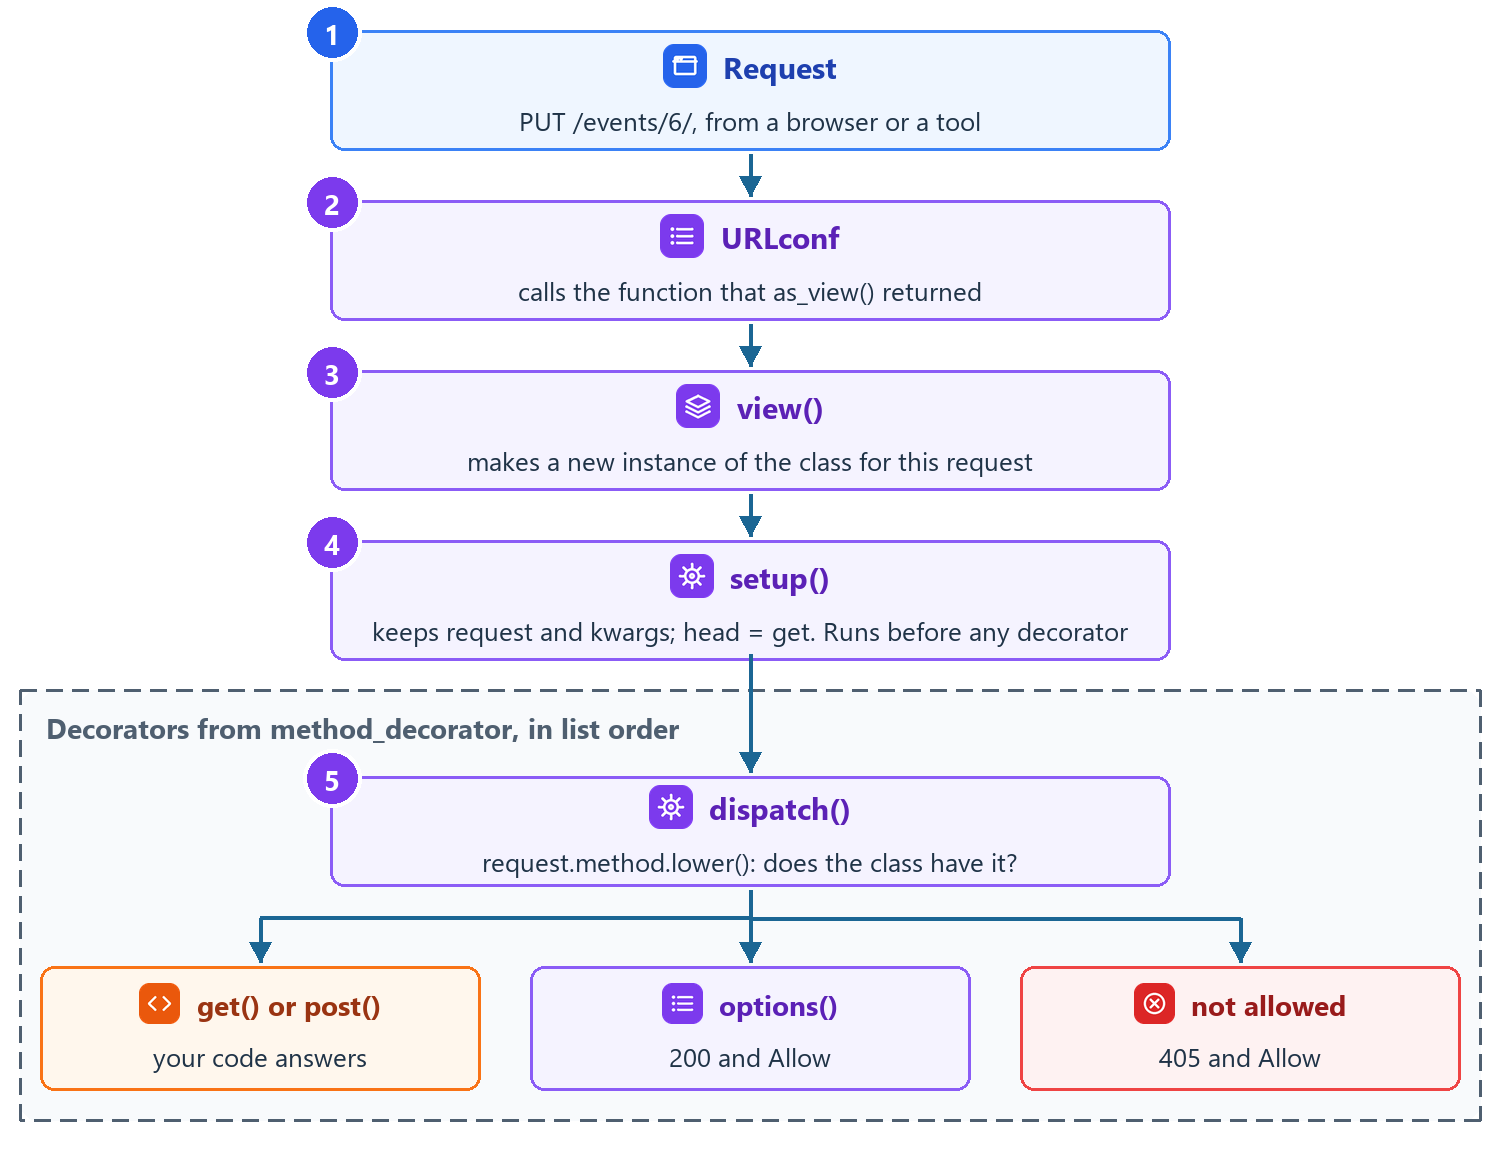 1
Request
PUT /events/6/, from a browser or a tool
2
URLconf
calls the function that as_view() returned
3
view()
makes a new instance of the class for this request
4
setup()
keeps request and kwargs; head = get. Runs before any decorator
Decorators from method_decorator, in list order
5
dispatch()
request.method.lower(): does the class have it?
get() or post()
your code answers
options()
200 and Allow
not allowed
405 and Allow